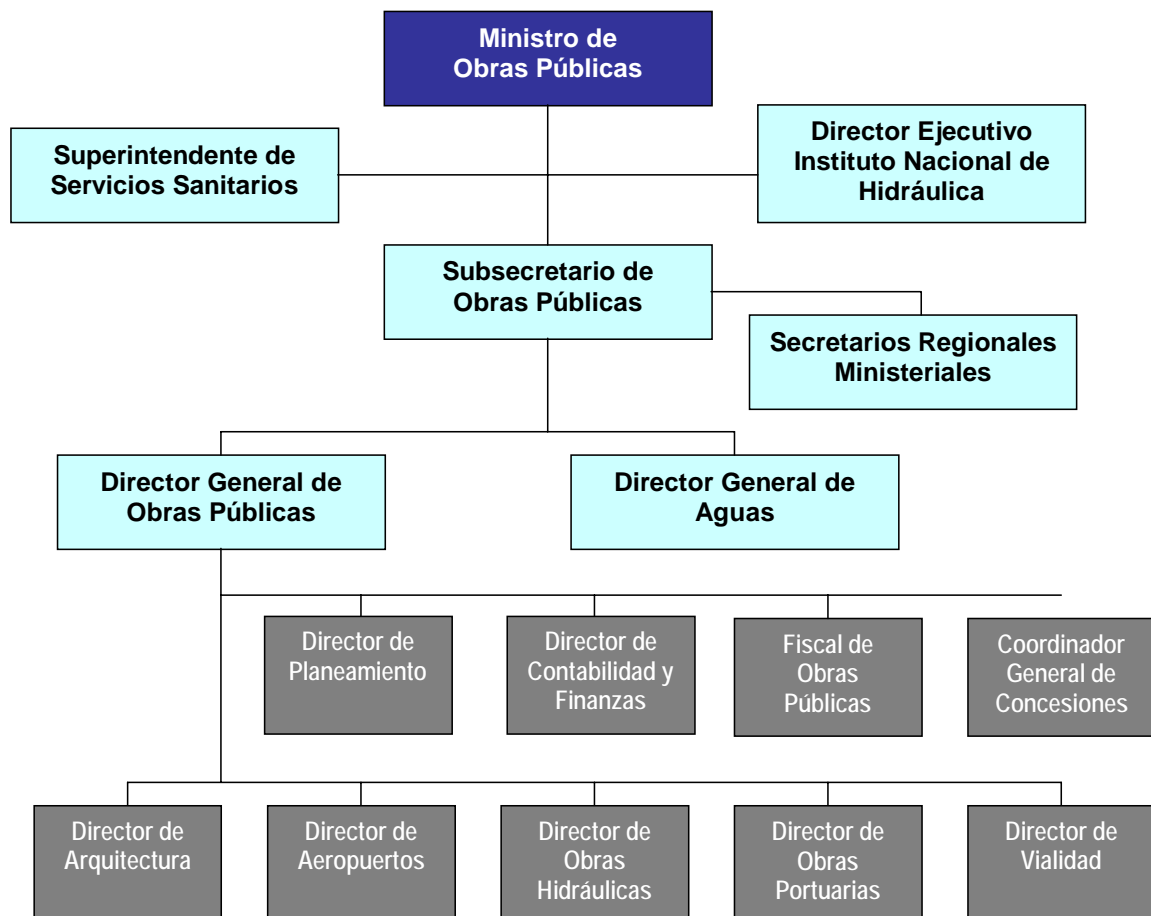 Ministro de
Obras Públicas
Superintendente de
Servicios Sanitarios
Director Ejecutivo
Instituto Nacional de
Hidráulica
Subsecretario de
Obras Públicas
Secretarios Regionales
Ministeriales
Director General de
Obras Públicas
Director General de
Aguas
Director de
Planeamiento
Director de
Contabilidad y
Finanzas
Fiscal de
Obras
Públicas
Coordinador
General de
Concesiones
Director de
Arquitectura
Director de
Aeropuertos
Director de
Obras
Hidráulicas
Director de
Obras
Portuarias
Director de
Vialidad